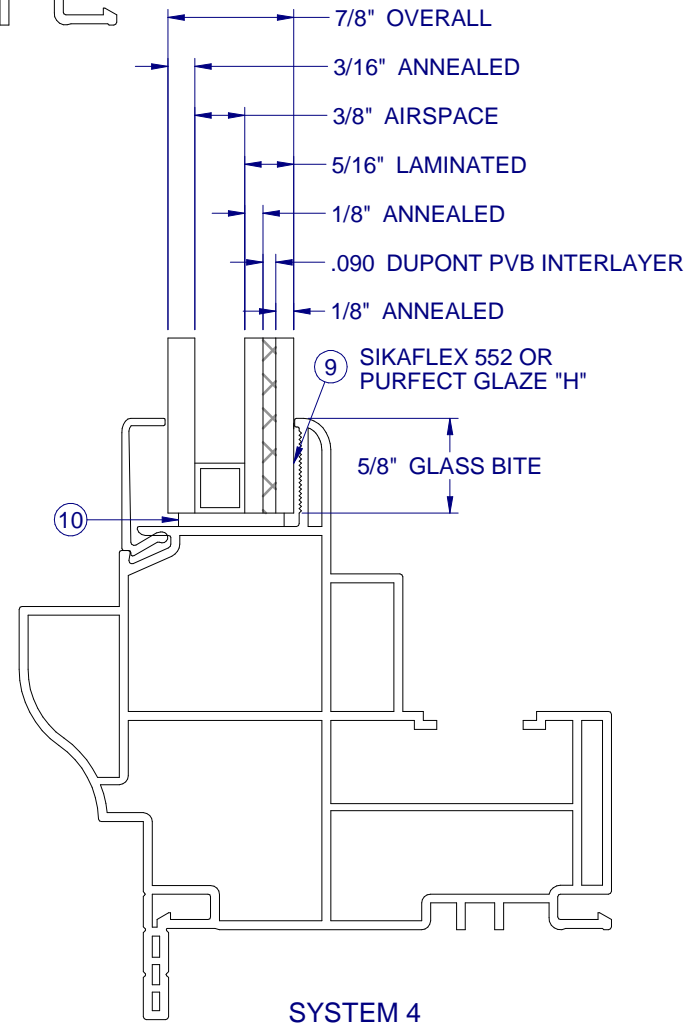 7/8" OVERALL
3/16" ANNEALED
3/8" AIRSPACE
5/16" LAMINATED
1/8" ANNEALED
.090 DUPONT PVB INTERLAYER
1/8" ANNEALED
9 SIKAFLEX 552 OR
PURFECT GLAZE "H"
5/8" GLASS BITE
10
SYSTEM 4